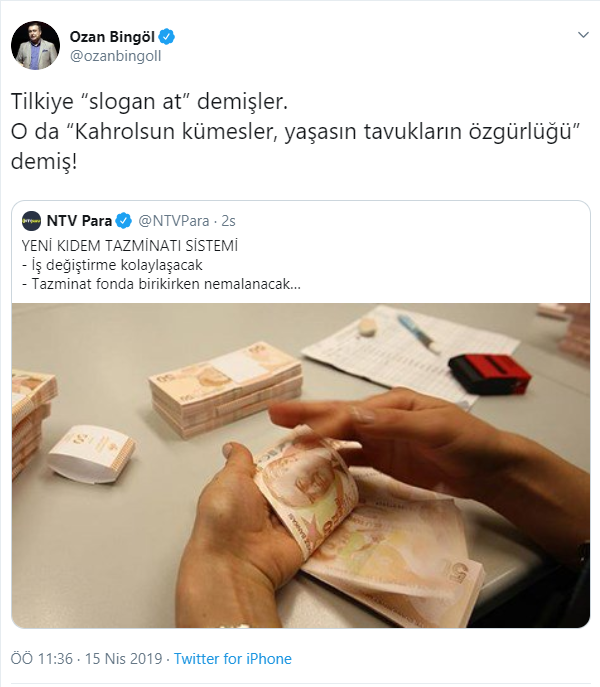 Ozan Bingöl
@ozanbingoll
Tilkiye “slogan at” demişler.
O da “Kahrolsun kümesler, yaşasın tavukların özgürlüğü”
demiş!
NTV Para @NTVPara · 2s
YENİ KIDEM TAZMİNATI SİSTEMİ
- İş değiştirme kolaylaşacak
- Tazminat fonda birikirken nemalanacak...
50
50
ÖÖ 11:36 · 15 Nis 2019 · Twitter for iPhone